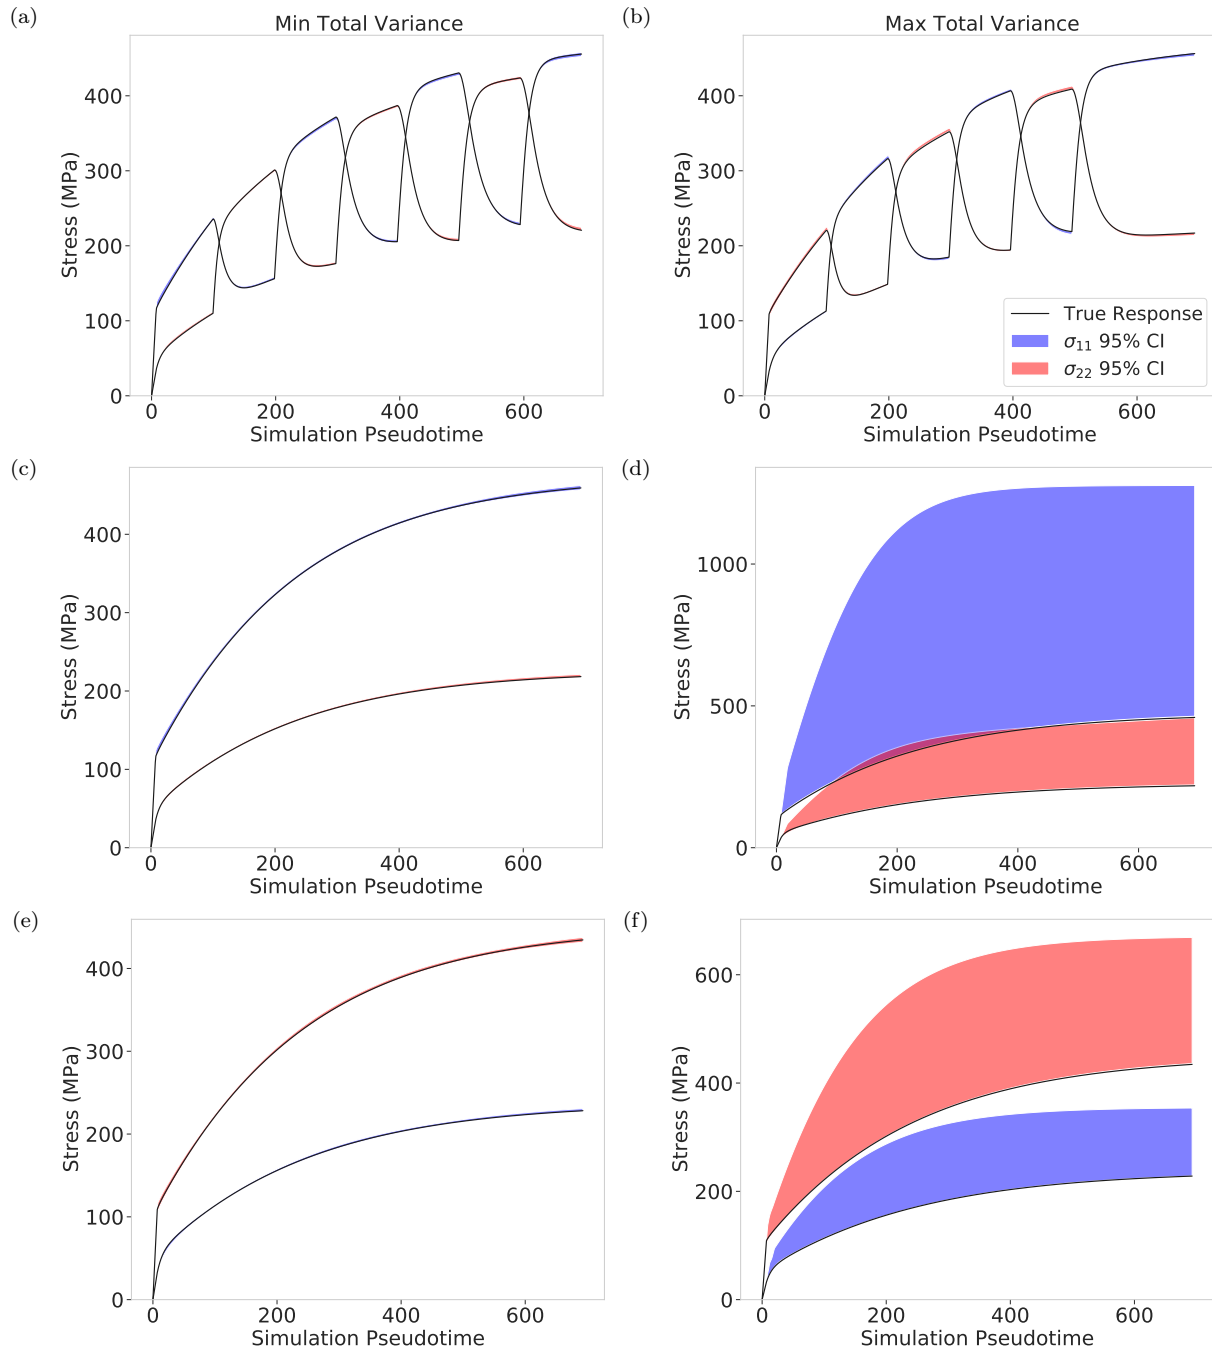 (a)
Min Total Variance
Stress (MPa)
400
300
200
100
0
0 200 400 600
Simulation Pseudotime
(b)
Max Total Variance
Stress (MPa)
400
300
200
100
0
0 200 400 600
Simulation Pseudotime
True Response
σ11 95% CI
σ22 95% CI
(c)
Stress (MPa)
400
300
200
100
0
0 200 400 600
Simulation Pseudotime
(d)
Stress (MPa)
1000
500
0
0 200 400 600
Simulation Pseudotime
(e)
Stress (MPa)
400
300
200
100
0
0 200 400 600
Simulation Pseudotime
(f)
Stress (MPa)
600
400
200
0
0 200 400 600
Simulation Pseudotime